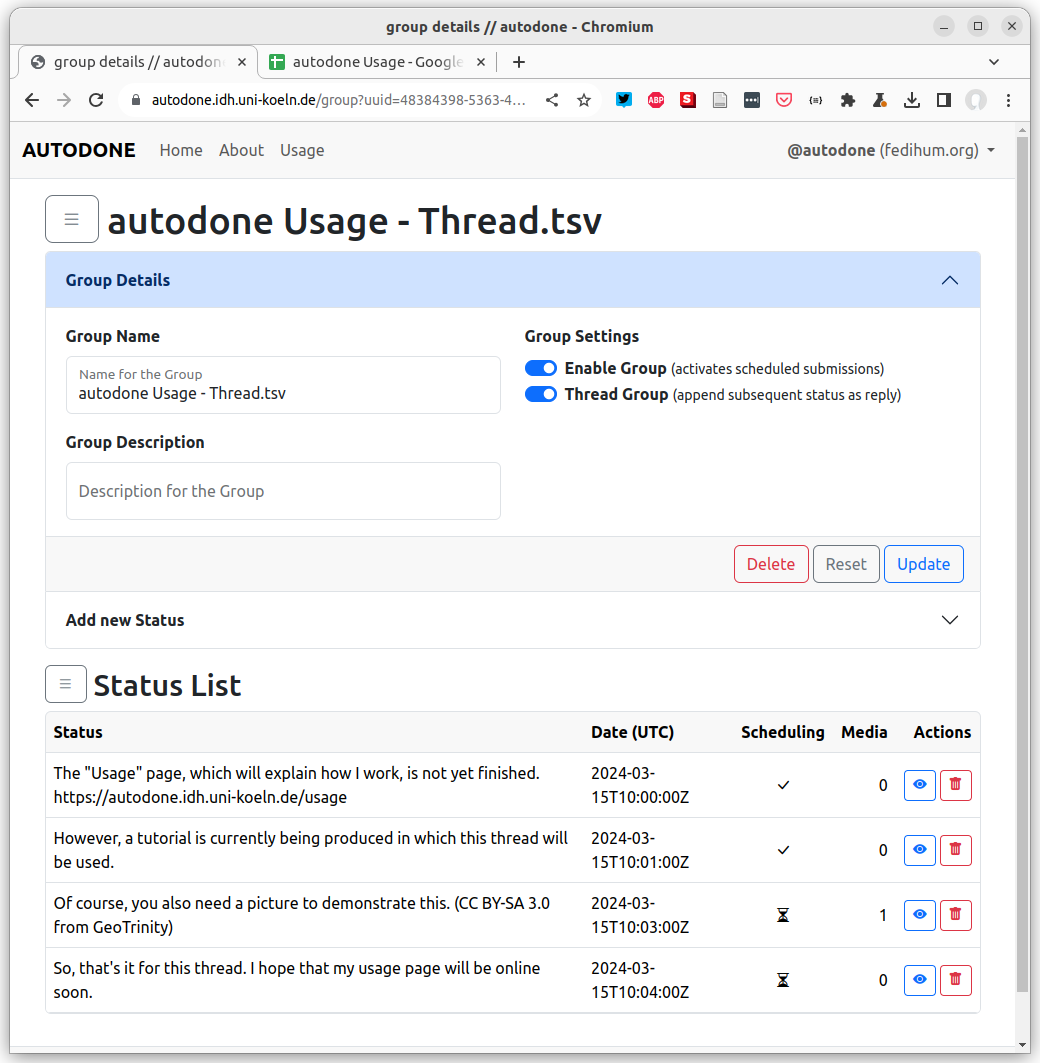 group details // autodone - Chromium
group details // autodon
autodone Usage - Google
autodone.idh.uni-koeln.de/group?uuid=48384398-5363-4...
ABP
S
AUTODONE
Home
About
Usage
@autodone (fedihum.org)
autodone Usage - Thread.tsv
Group Details
Group Name
Name for the Group
autodone Usage - Thread.tsv
Group Description
Description for the Group
Group Settings
Enable Group (activates scheduled submissions)
Thread Group (append subsequent status as reply)
Delete
Reset
Update
Add new Status
Status List
Status Date (UTC) Scheduling Media Actions
The "Usage" page, which will explain how I work, is not yet finished.
https://autodone.idh.uni-koeln.de/usage
2024-03-
15T10:00:00Z
0
However, a tutorial is currently being produced in which this thread will
be used.
2024-03-
15T10:01:00Z
0
Of course, you also need a picture to demonstrate this. (CC BY-SA 3.0
from GeoTrinity)
2024-03-
15T10:03:00Z
1
So, that's it for this thread. I hope that my usage page will be online
soon.
2024-03-
15T10:04:00Z
0